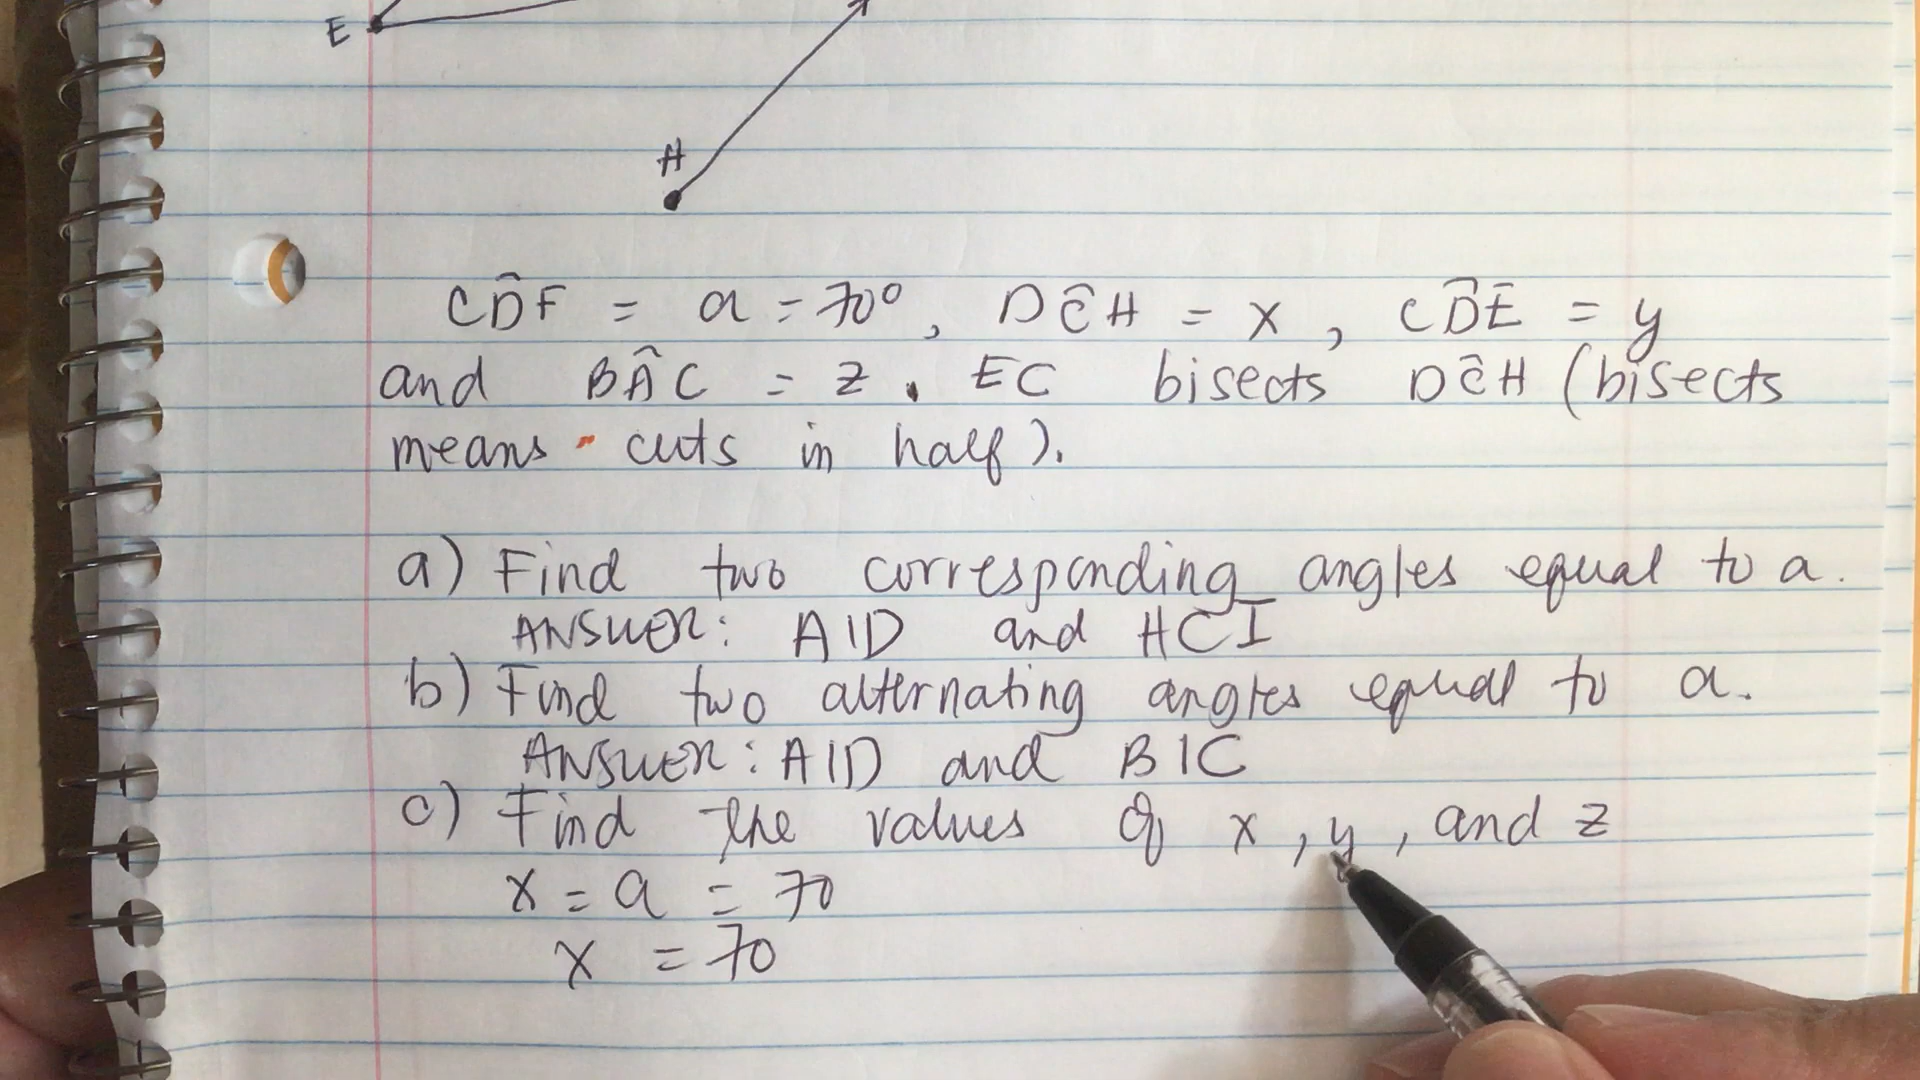 E
H
CD̂F = a = 70°, DĈH = x, CD̂E = y
and BÂC = z. EC bisects DĈH (bisects
means cuts in half).
a) Find two corresponding angles equal to a.
ANSWER: AID and HCI
b) Find two alternating angles equal to a.
ANSWER: AID and BIC
c) Find the values of x, y, and z
x = a = 70
x = 70